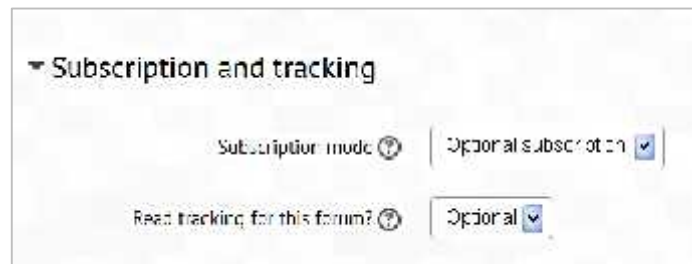 Subscription and tracking
Subscription mode
Optional subscription
Read tracking for this forum?
Optional